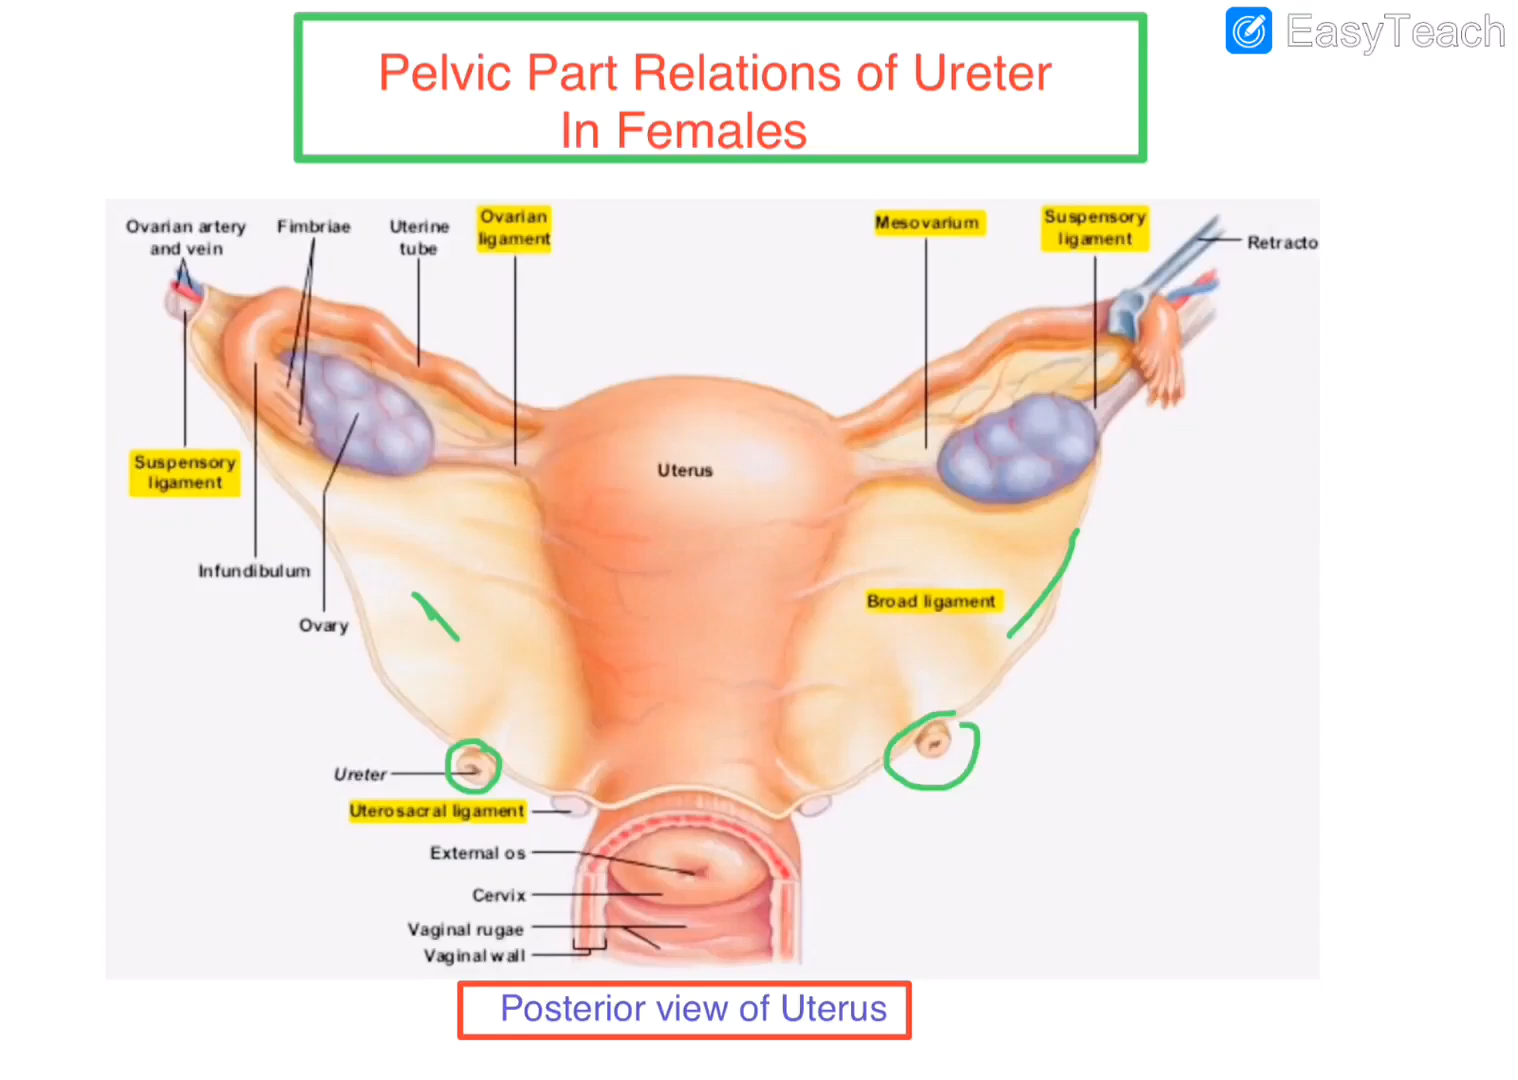 EasyTeach
Pelvic Part Relations of Ureter
In Females
Ovarian artery
and vein
Fimbriae
Uterine
tube
Ovarian
ligament
Mesovarium
Suspensory
ligament
Retracto
Suspensory
ligament
Uterus
Infundibulum
Ovary
Broad ligament
Ureter
Uterosacral ligament
External os
Cervix
Vaginal rugae
Vaginal wall
Posterior view of Uterus